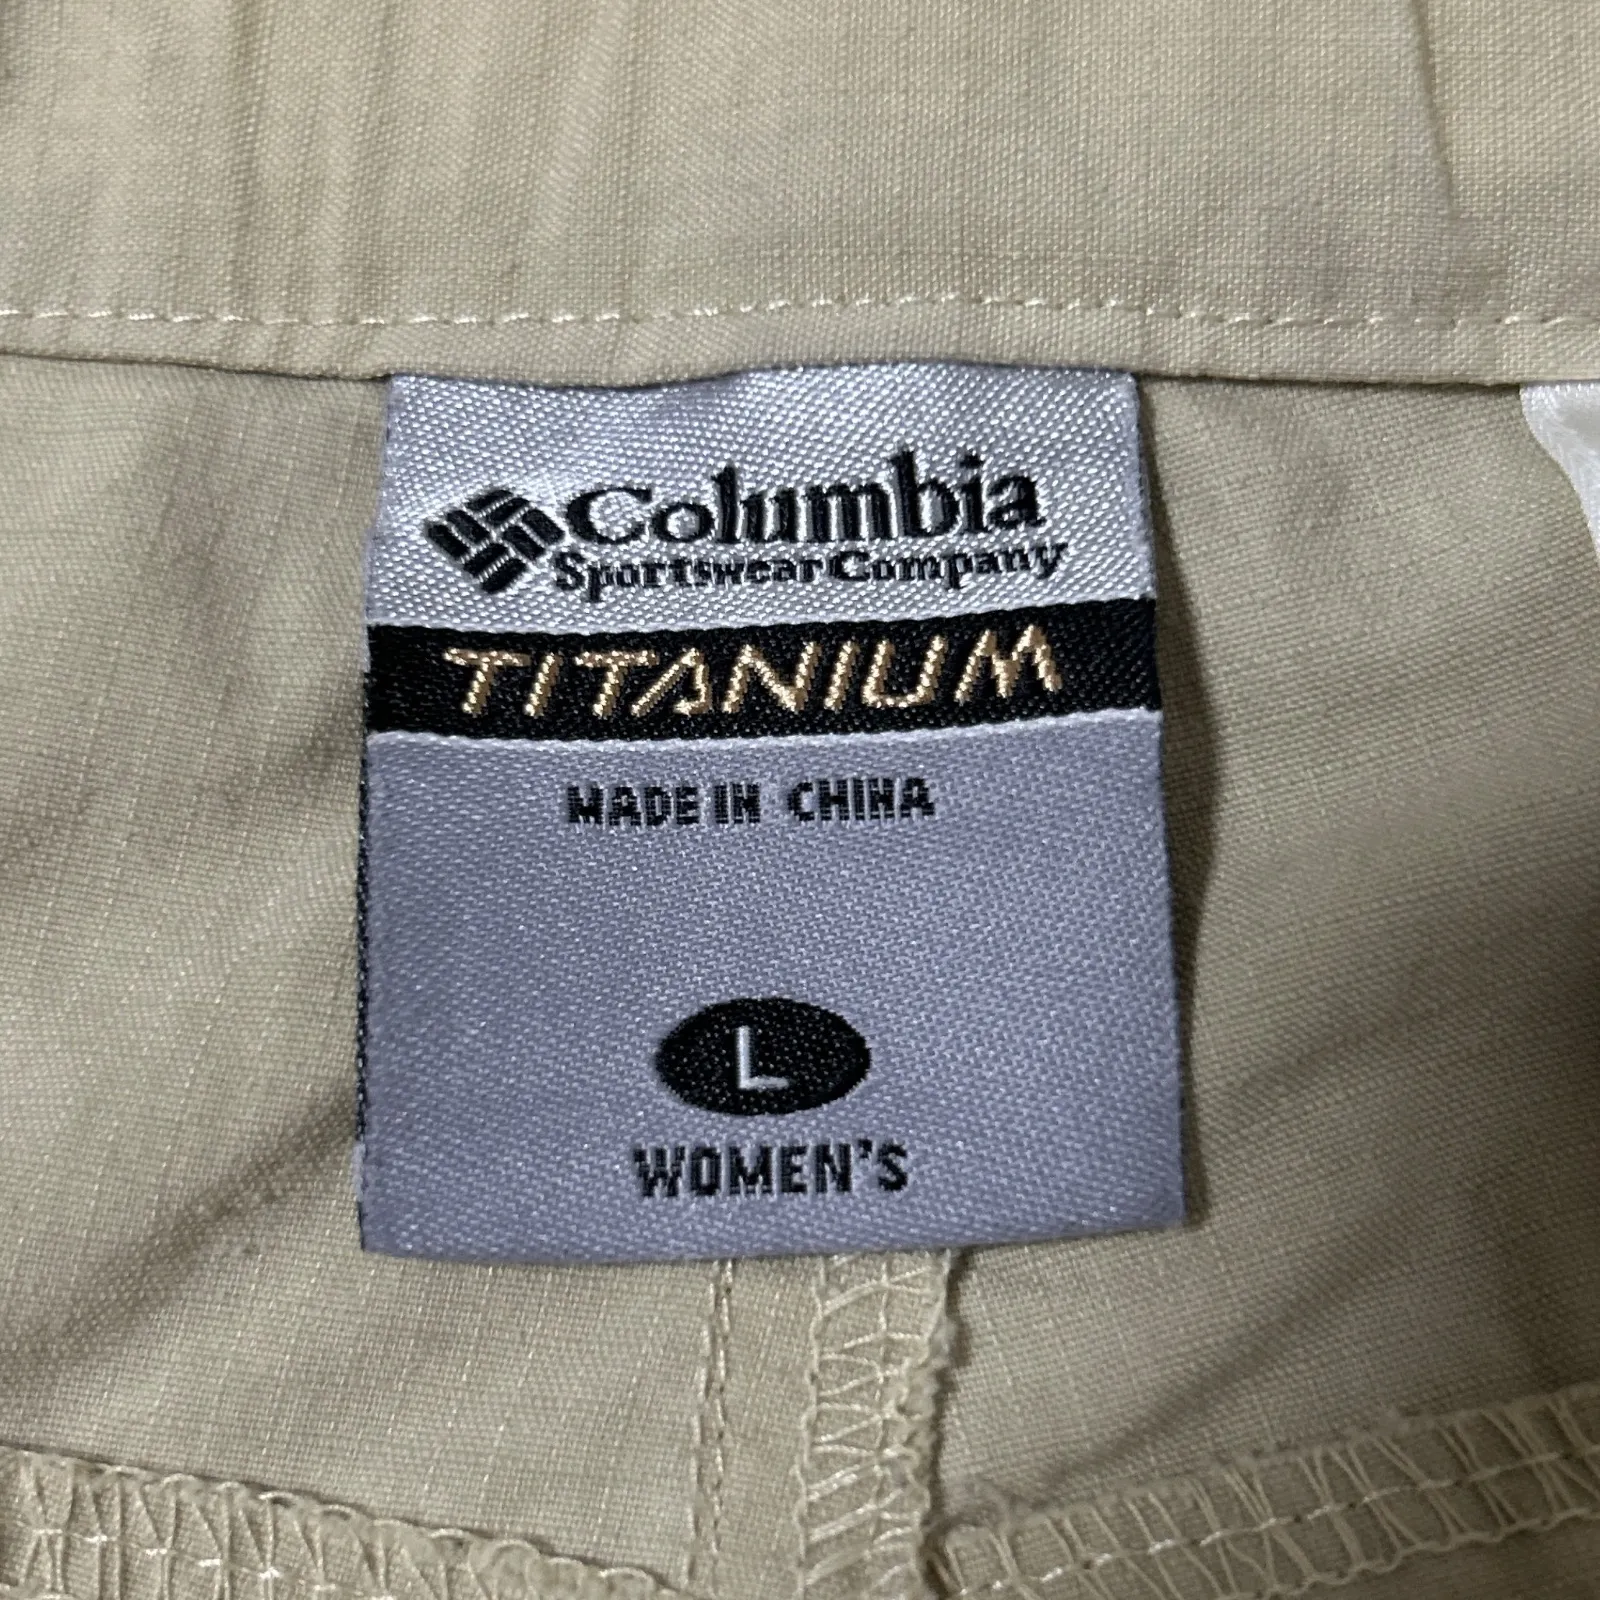 Columbia
Sportswear Company
TITANIUM
MADE IN CHINA
L
WOMEN'S